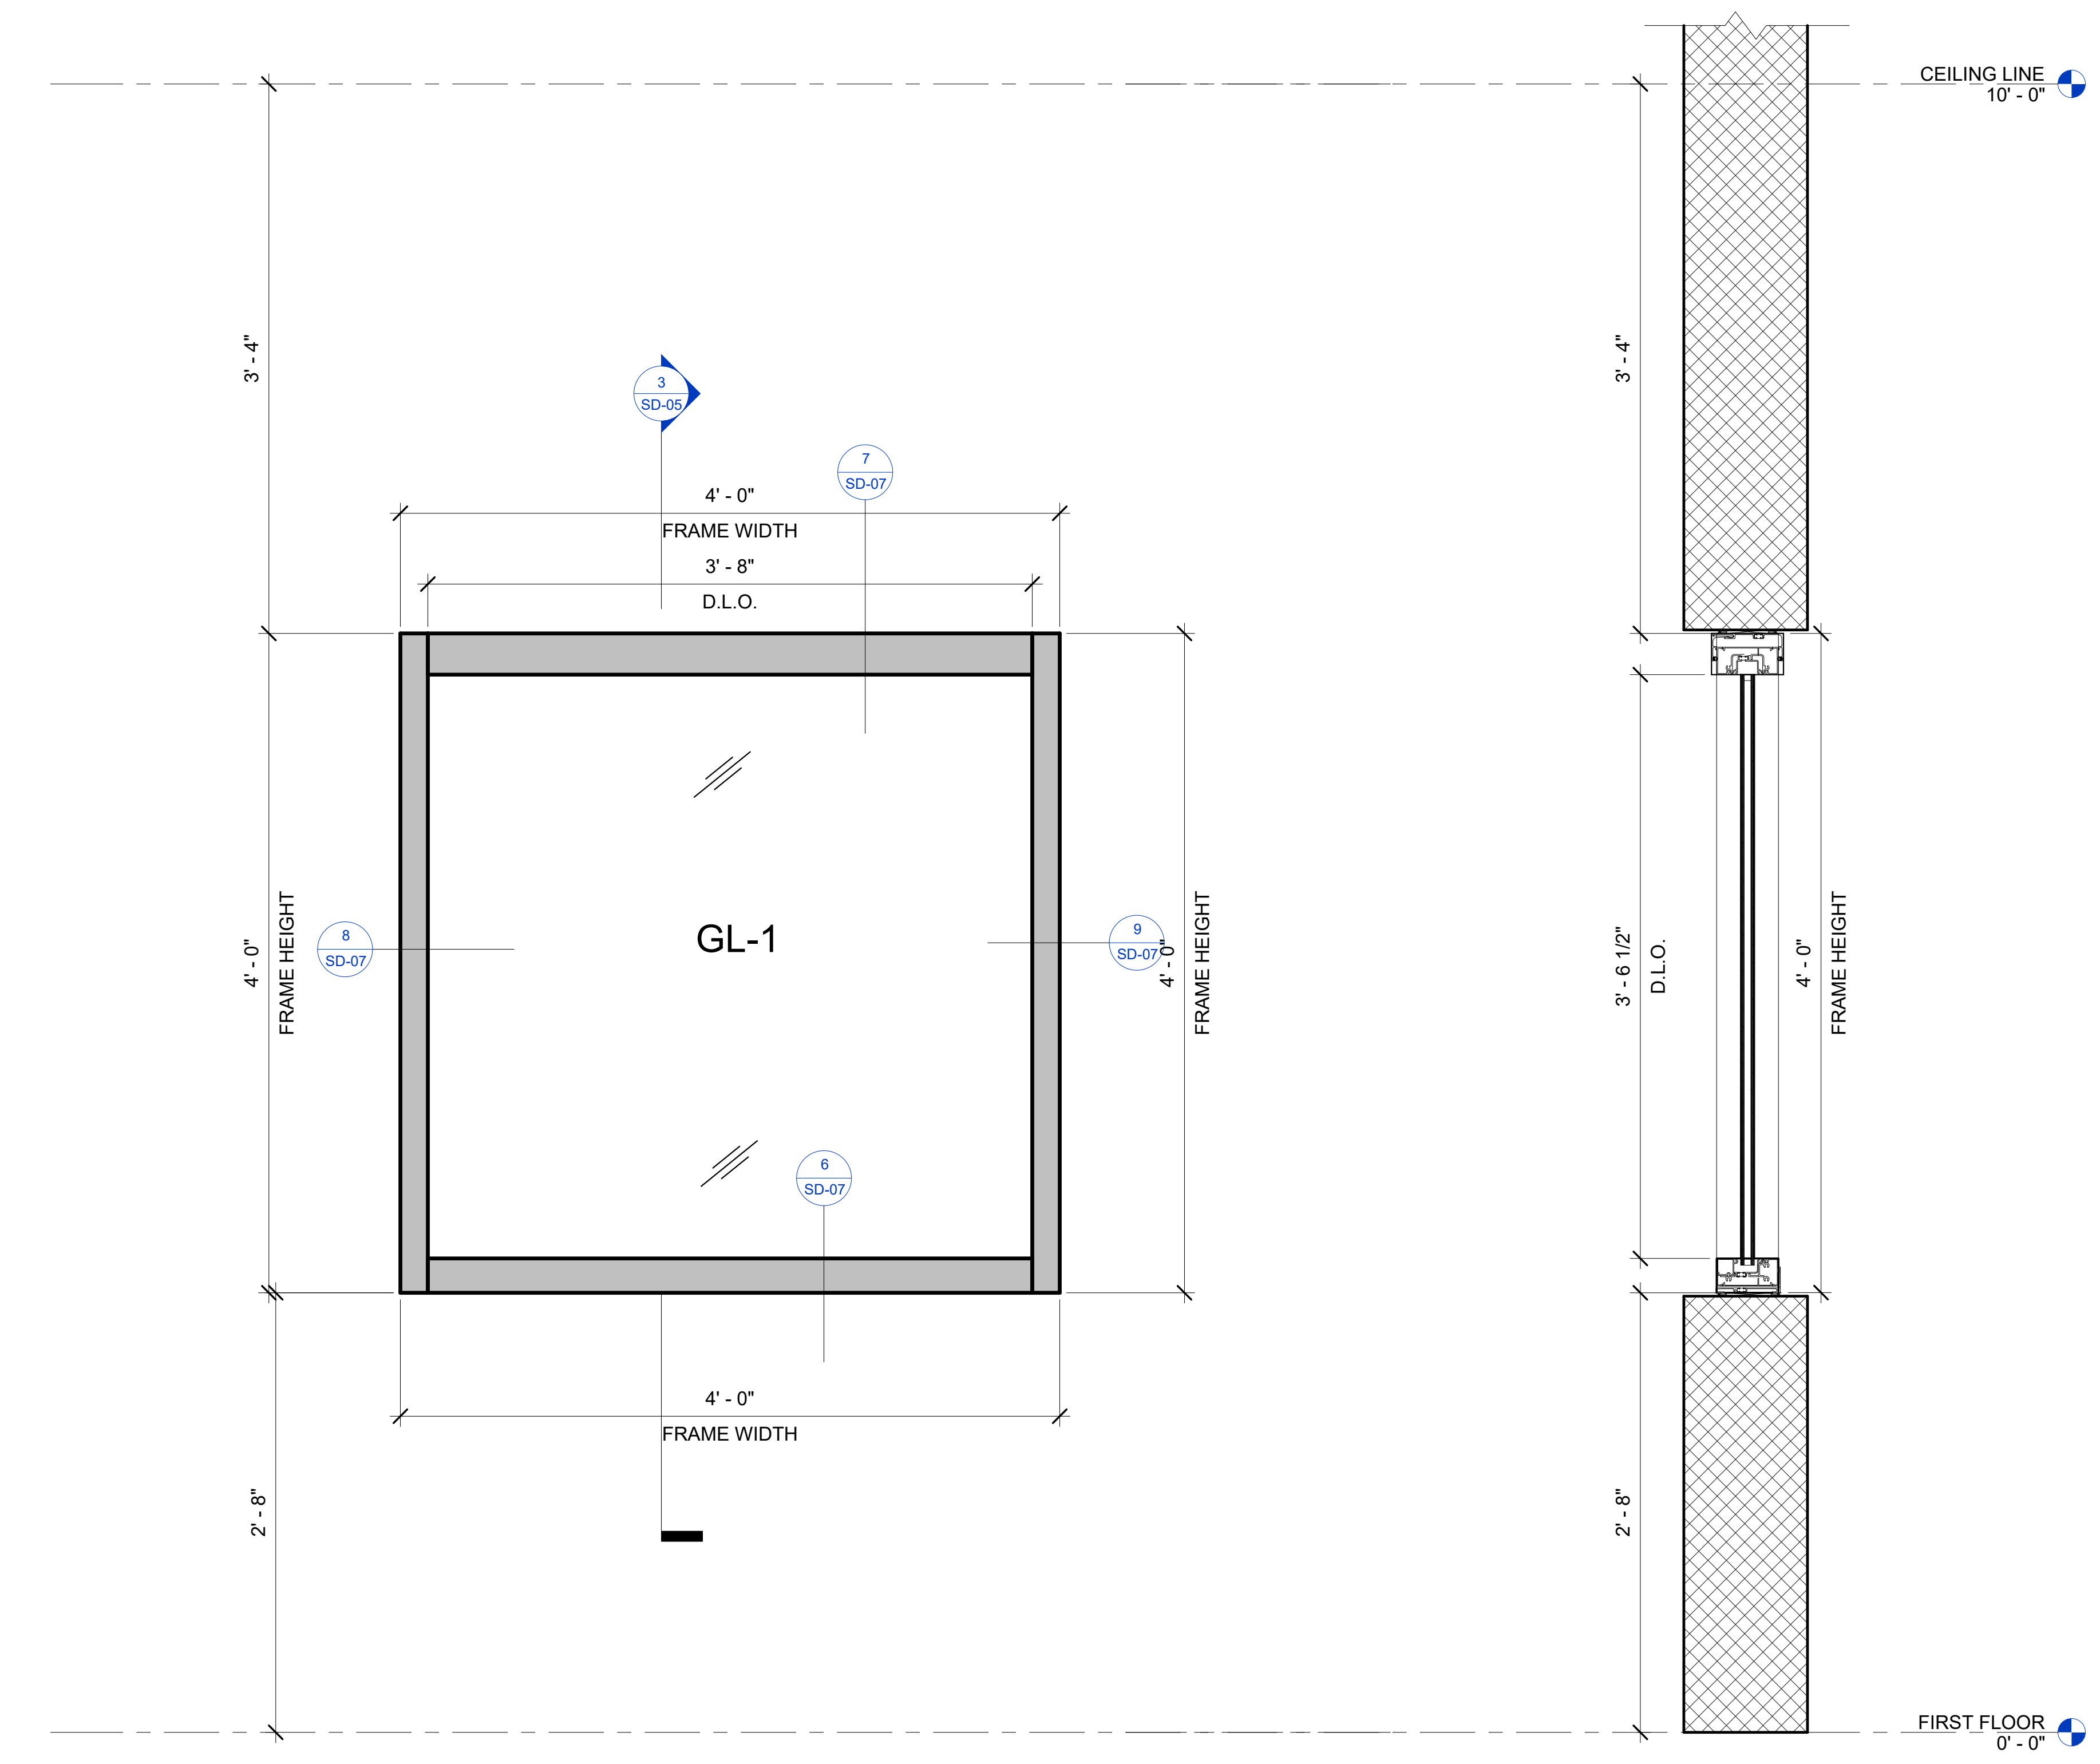 CEILING LINE
10' - 0"
3' - 4"
3' - 4"
3
SD-05
7
SD-07
4' - 0"
FRAME WIDTH
3' - 8"
D.L.O.
GL-1
8
SD-07
9
SD-07
4' - 0"
FRAME HEIGHT
4' - 0"
FRAME HEIGHT
3' - 6 1/2"
D.L.O.
4' - 0"
FRAME HEIGHT
6
SD-07
4' - 0"
FRAME WIDTH
2' - 8"
2' - 8"
FIRST FLOOR
0' - 0"